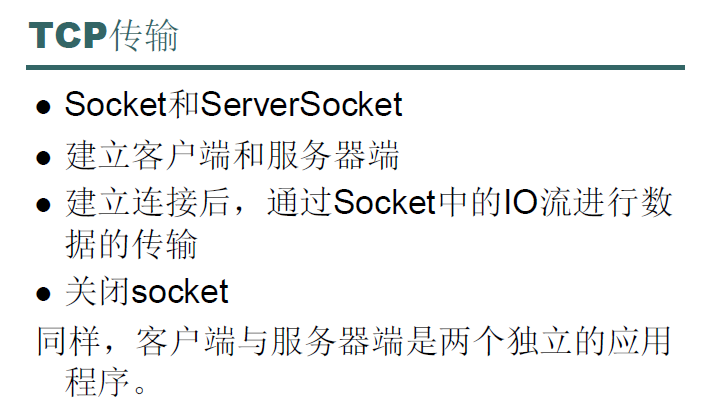 TCP传输
● Socket和ServerSocket
● 建立客户端和服务器端
● 建立连接后，通过Socket中的IO流进行数
据的传输
● 关闭socket
同样，客户端与服务器端是两个独立的应用
程序。